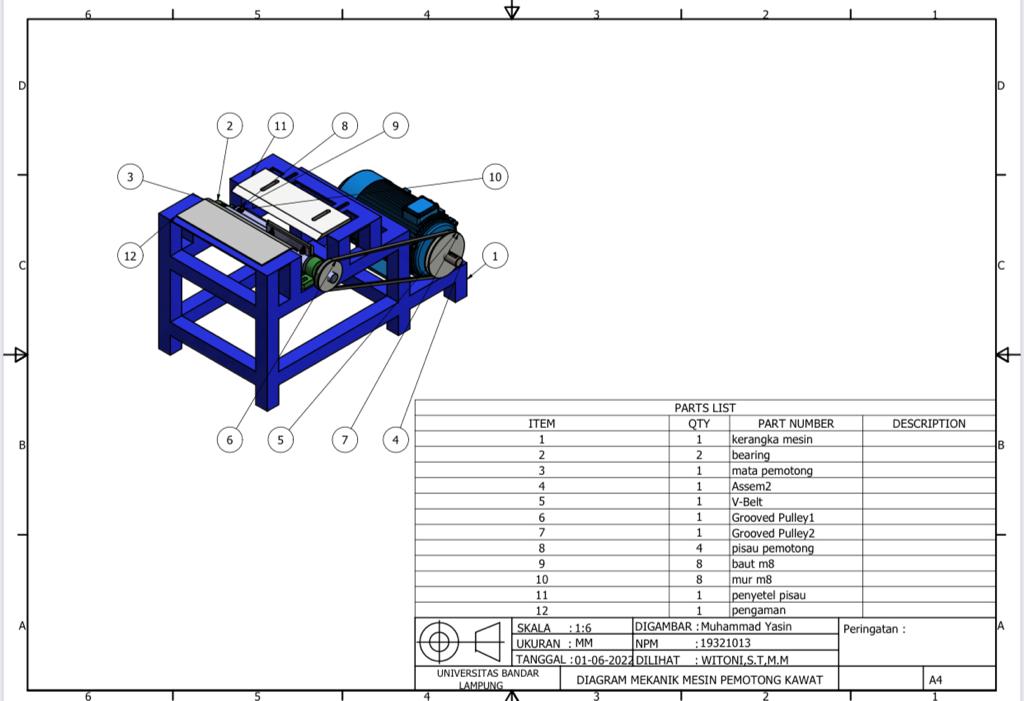 6 5 4 3 2 1
D D
2 11 8 9
3 10
12 1
C C
6 5 7 4
PARTS LIST
ITEM QTY PART NUMBER DESCRIPTION
1 1 kerangka mesin
B B
2 2 bearing
3 1 mata pemotong
4 1 Assem2
5 1 V-Belt
6 1 Grooved Pulley1
7 1 Grooved Pulley2
8 4 pisau pemotong
9 8 baut m8
10 8 mur m8
11 1 penyetel pisau
12 1 pengaman
A A
SKALA : 1:6 DIGAMBAR : Muhammad Yasin Peringatan :
UKURAN : MM NPM : 19321013
TANGGAL : 01-06-2022 DILIHAT : WITONI,S.T,M.M
UNIVERSITAS BANDAR
LAMPUNG
DIAGRAM MEKANIK MESIN PEMOTONG KAWAT A4
6 5 4 3 2 1